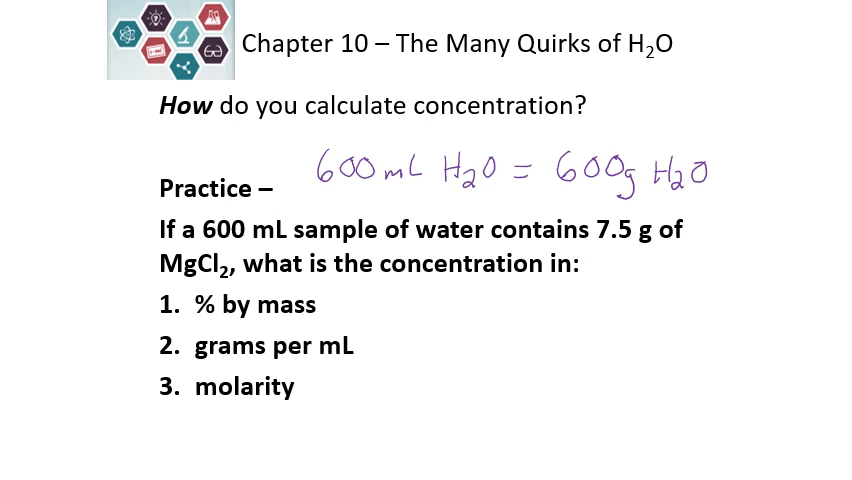 Chapter 10 – The Many Quirks of H₂O
How do you calculate concentration?
600 mL H₂O = 600g H₂O
Practice –
If a 600 mL sample of water contains 7.5 g of
MgCl₂, what is the concentration in:
1. % by mass
2. grams per mL
3. molarity